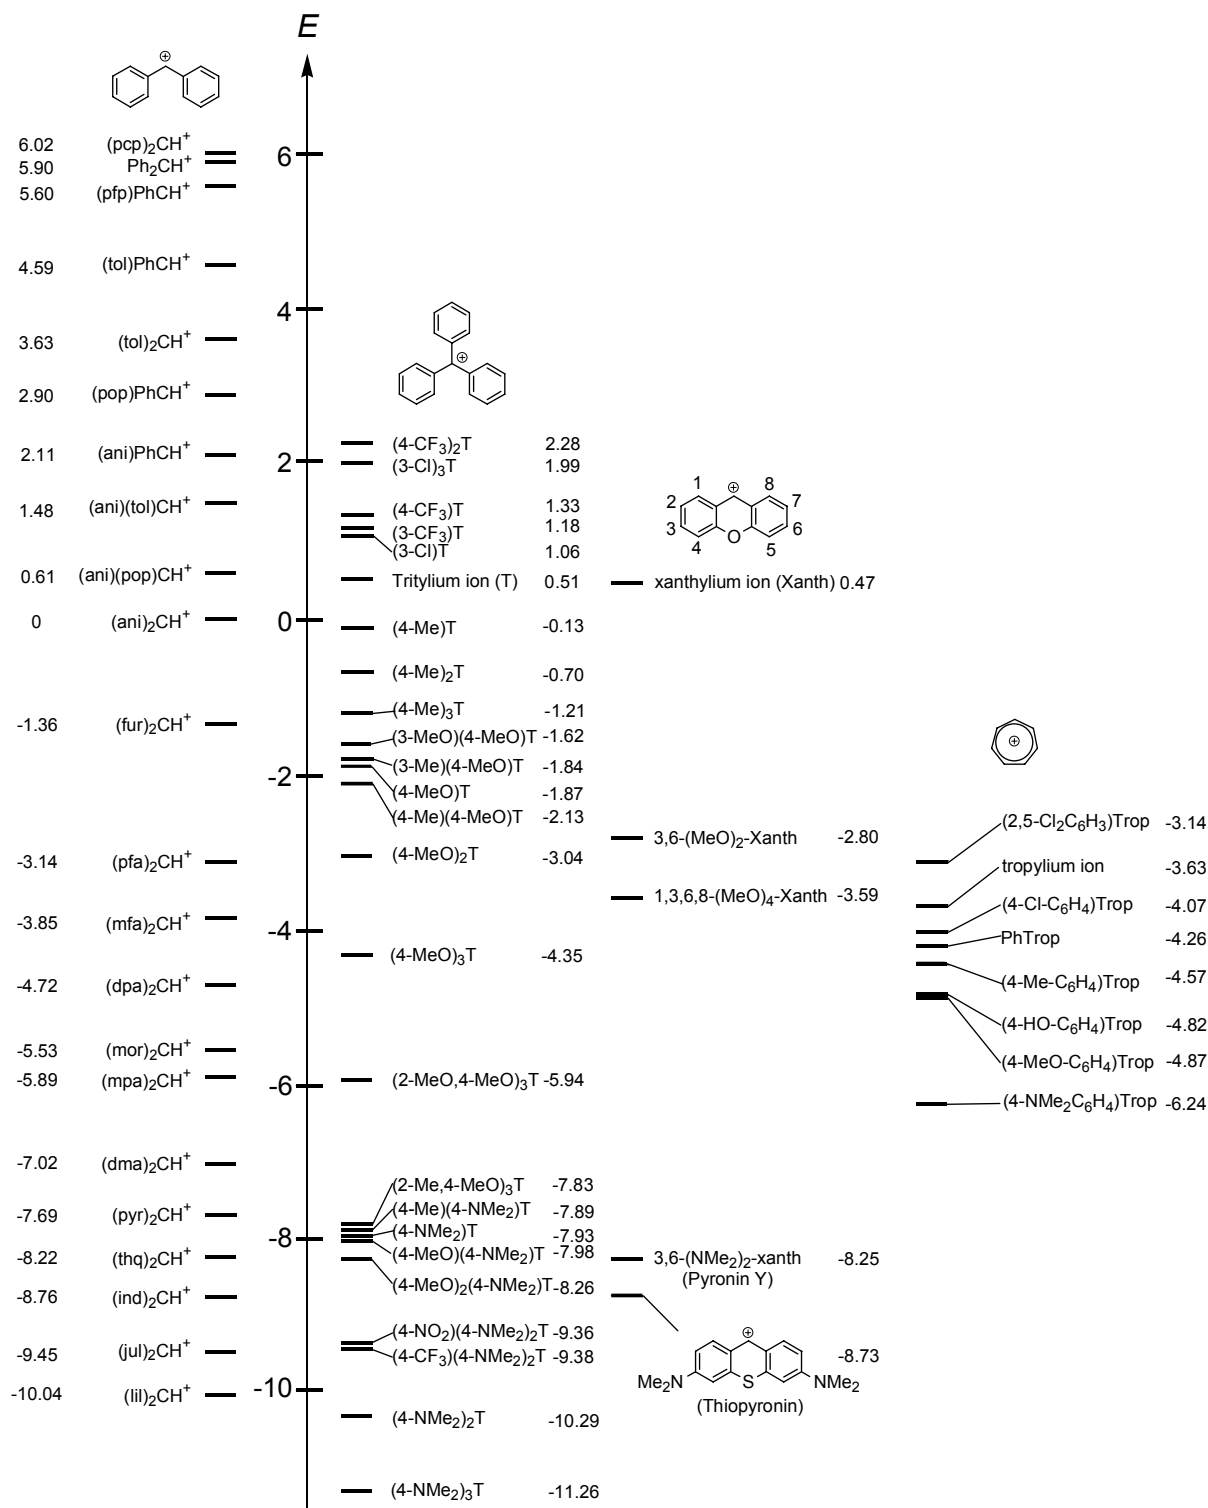 E
⊕
6.02 (pcp)₂CH⁺
5.90 Ph₂CH⁺
5.60 (pfp)PhCH⁺
4.59 (tol)PhCH⁺
3.63 (tol)₂CH⁺
2.90 (pop)PhCH⁺
2.11 (ani)PhCH⁺
1.48 (ani)(tol)CH⁺
0.61 (ani)(pop)CH⁺
0 (ani)₂CH⁺
-1.36 (fur)₂CH⁺
-3.14 (pfa)₂CH⁺
-3.85 (mfa)₂CH⁺
-4.72 (dpa)₂CH⁺
-5.53 (mor)₂CH⁺
-5.89 (mpa)₂CH⁺
-7.02 (dma)₂CH⁺
-7.69 (pyr)₂CH⁺
-8.22 (thq)₂CH⁺
-8.76 (ind)₂CH⁺
-9.45 (jul)₂CH⁺
-10.04 (lil)₂CH⁺
6
4
2
0
-2
-4
-6
-8
-10
⊕
(4-CF₃)₂T 2.28
(3-Cl)₃T 1.99
(4-CF₃)T 1.33
(3-CF₃)T 1.18
(3-Cl)T 1.06
Tritylium ion (T) 0.51
(4-Me)T -0.13
(4-Me)₂T -0.70
(4-Me)₃T -1.21
(3-MeO)(4-MeO)T -1.62
(3-Me)(4-MeO)T -1.84
(4-MeO)T -1.87
(4-Me)(4-MeO)T -2.13
(4-MeO)₂T -3.04
(4-MeO)₃T -4.35
(2-MeO,4-MeO)₃T -5.94
(2-Me,4-MeO)₃T -7.83
(4-Me)(4-NMe₂)T -7.89
(4-NMe₂)T -7.93
(4-MeO)(4-NMe₂)T -7.98
(4-MeO)₂(4-NMe₂)T -8.26
(4-NO₂)(4-NMe₂)₂T -9.36
(4-CF₃)(4-NMe₂)₂T -9.38
(4-NMe₂)₂T -10.29
(4-NMe₂)₃T -11.26
1 ⊕ 8
2 7
3 6
4 O 5
xanthylium ion (Xanth) 0.47
3,6-(MeO)₂-Xanth -2.80
1,3,6,8-(MeO)₄-Xanth -3.59
3,6-(NMe₂)₂-xanth -8.25
(Pyronin Y)
⊕
-8.73
Me₂N S NMe₂
(Thiopyronin)
⊕
(2,5-Cl₂C₆H₃)Trop -3.14
tropylium ion -3.63
(4-Cl-C₆H₄)Trop -4.07
PhTrop -4.26
(4-Me-C₆H₄)Trop -4.57
(4-HO-C₆H₄)Trop -4.82
(4-MeO-C₆H₄)Trop -4.87
(4-NMe₂C₆H₄)Trop -6.24